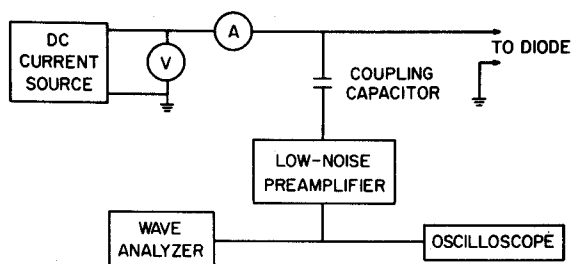 DC
CURRENT
SOURCE
V
A
TO DIODE
COUPLING
CAPACITOR
LOW-NOISE
PREAMPLIFIER
WAVE
ANALYZER
OSCILLOSCOPE